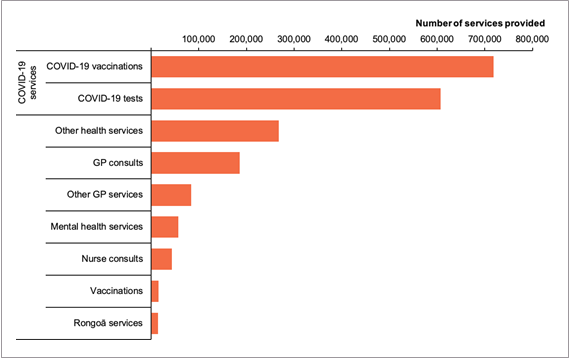 Number of services provided
100,000 200,000 300,000 400,000 500,000 600,000 700,000 800,000
COVID-19
services
COVID-19 vaccinations
COVID-19 tests
Other health services
GP consults
Other GP services
Mental health services
Nurse consults
Vaccinations
Rongoā services